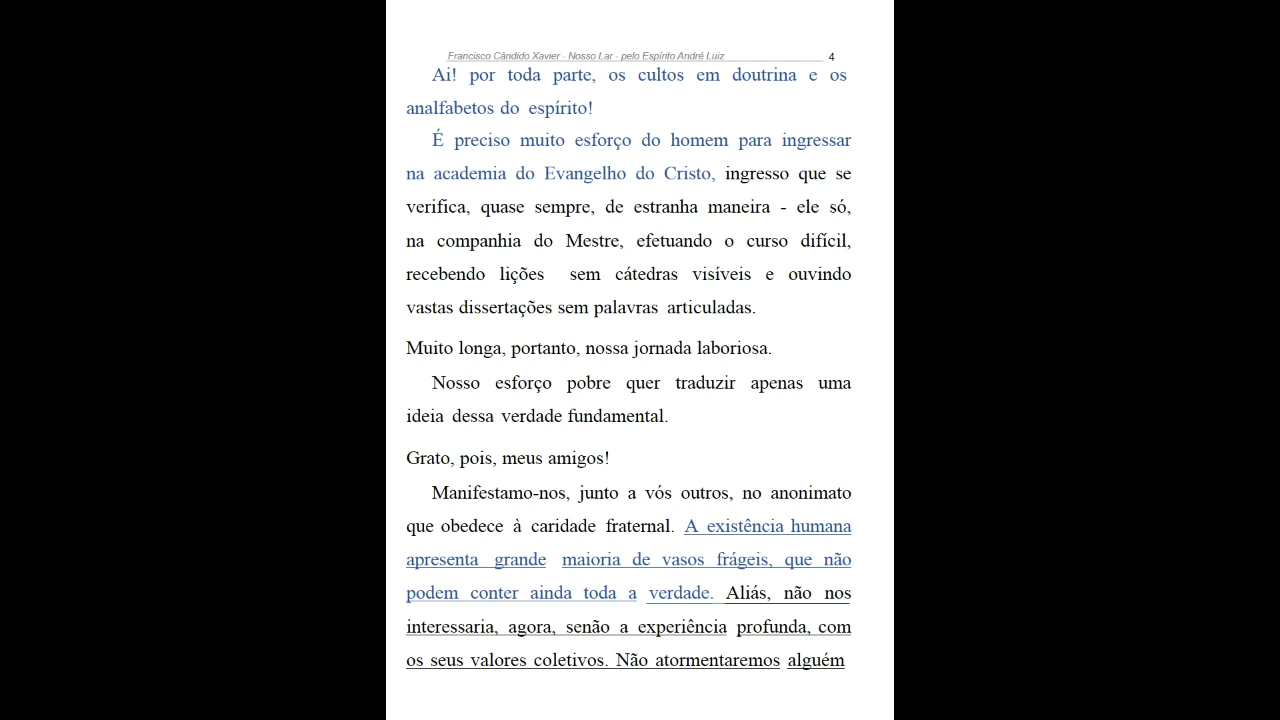 Francisco Cândido Xavier - Nosso Lar - pelo Espírito André Luiz 4
Ai! por toda parte, os cultos em doutrina e os
analfabetos do espírito!
É preciso muito esforço do homem para ingressar
na academia do Evangelho do Cristo, ingresso que se
verifica, quase sempre, de estranha maneira - ele só,
na companhia do Mestre, efetuando o curso difícil,
recebendo lições sem cátedras visíveis e ouvindo
vastas dissertações sem palavras articuladas.
Muito longa, portanto, nossa jornada laboriosa.
Nosso esforço pobre quer traduzir apenas uma
ideia dessa verdade fundamental.
Grato, pois, meus amigos!
Manifestamo-nos, junto a vós outros, no anonimato
que obedece à caridade fraternal. A existência humana
apresenta grande maioria de vasos frágeis, que não
podem conter ainda toda a verdade. Aliás, não nos
interessaria, agora, senão a experiência profunda, com
os seus valores coletivos. Não atormentaremos alguém